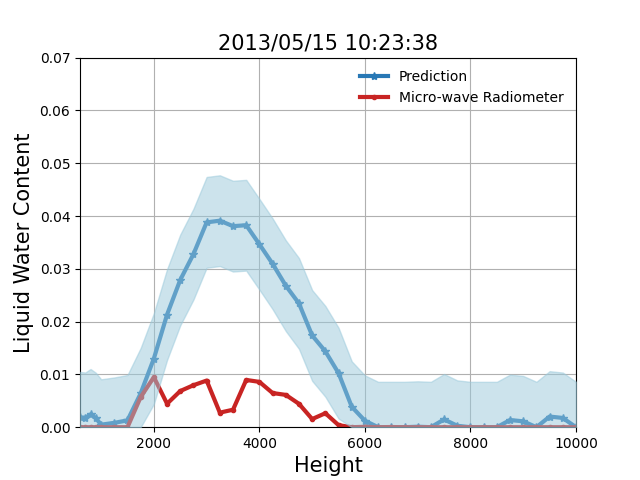 2013/05/15 10:23:38
0.07
0.06
0.05
0.04
0.03
0.02
0.01
0.00
Liquid Water Content
Prediction
Micro-wave Radiometer
2000 4000 6000 8000 10000
Height